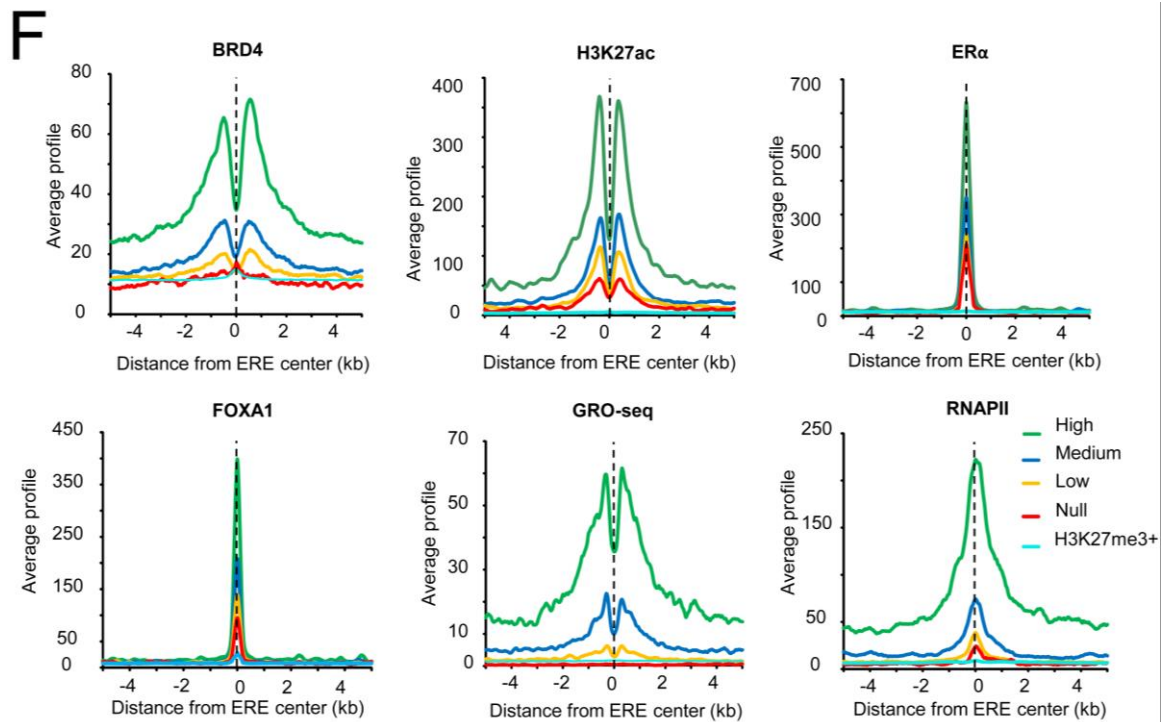 F
BRD4
Average profile
80
60
40
20
0
-4
-2
0
2
4
Distance from ERE center (kb)
H3K27ac
Average profile
400
300
200
100
0
-4
-2
0
2
4
Distance from ERE center (kb)
ERα
Average profile
700
500
300
100
0
-4
-2
0
2
4
Distance from ERE center (kb)
FOXA1
Average profile
450
350
250
150
50
0
-4
-2
0
2
4
Distance from ERE center (kb)
GRO-seq
Average profile
70
50
30
10
0
-4
-2
0
2
4
Distance from ERE center (kb)
RNAPII
Average profile
250
150
50
0
-4
-2
0
2
4
Distance from ERE center (kb)
High
Medium
Low
Null
H3K27me3+